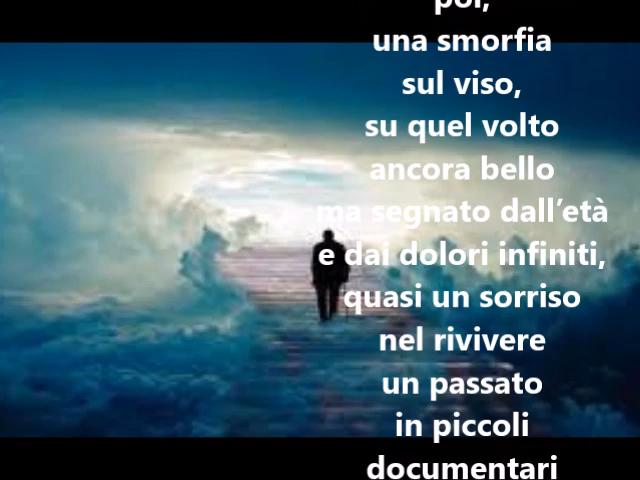 poi,
una smorfia
sul viso,
su quel volto
ancora bello
ma segnato dall'età
e dai dolori infiniti,
quasi un sorriso
nel rivivere
un passato
in piccoli
documentari